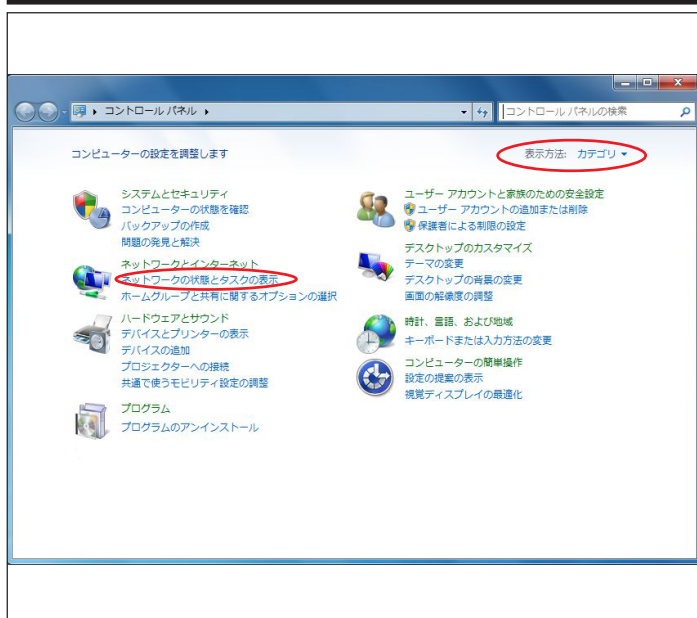 コントロール パネル
コントロール パネルの検索
コンピューターの設定を調整します
表示方法: カテゴリ
システムとセキュリティ
コンピューターの状態を確認
バックアップの作成
問題の発見と解決
ネットワークとインターネット
ネットワークの状態とタスクの表示
ホームグループと共有に関するオプションの選択
ハードウェアとサウンド
デバイスとプリンターの表示
デバイスの追加
プロジェクターへの接続
共通で使うモビリティ設定の調整
プログラム
プログラムのアンインストール
ユーザー アカウントと家族のための安全設定
ユーザー アカウントの追加または削除
保護者による制限の設定
デスクトップのカスタマイズ
テーマの変更
デスクトップの背景の変更
画面の解像度の調整
時計、言語、および地域
キーボードまたは入力方法の変更
コンピューターの簡単操作
設定の提案の表示
視覚ディスプレイの最適化